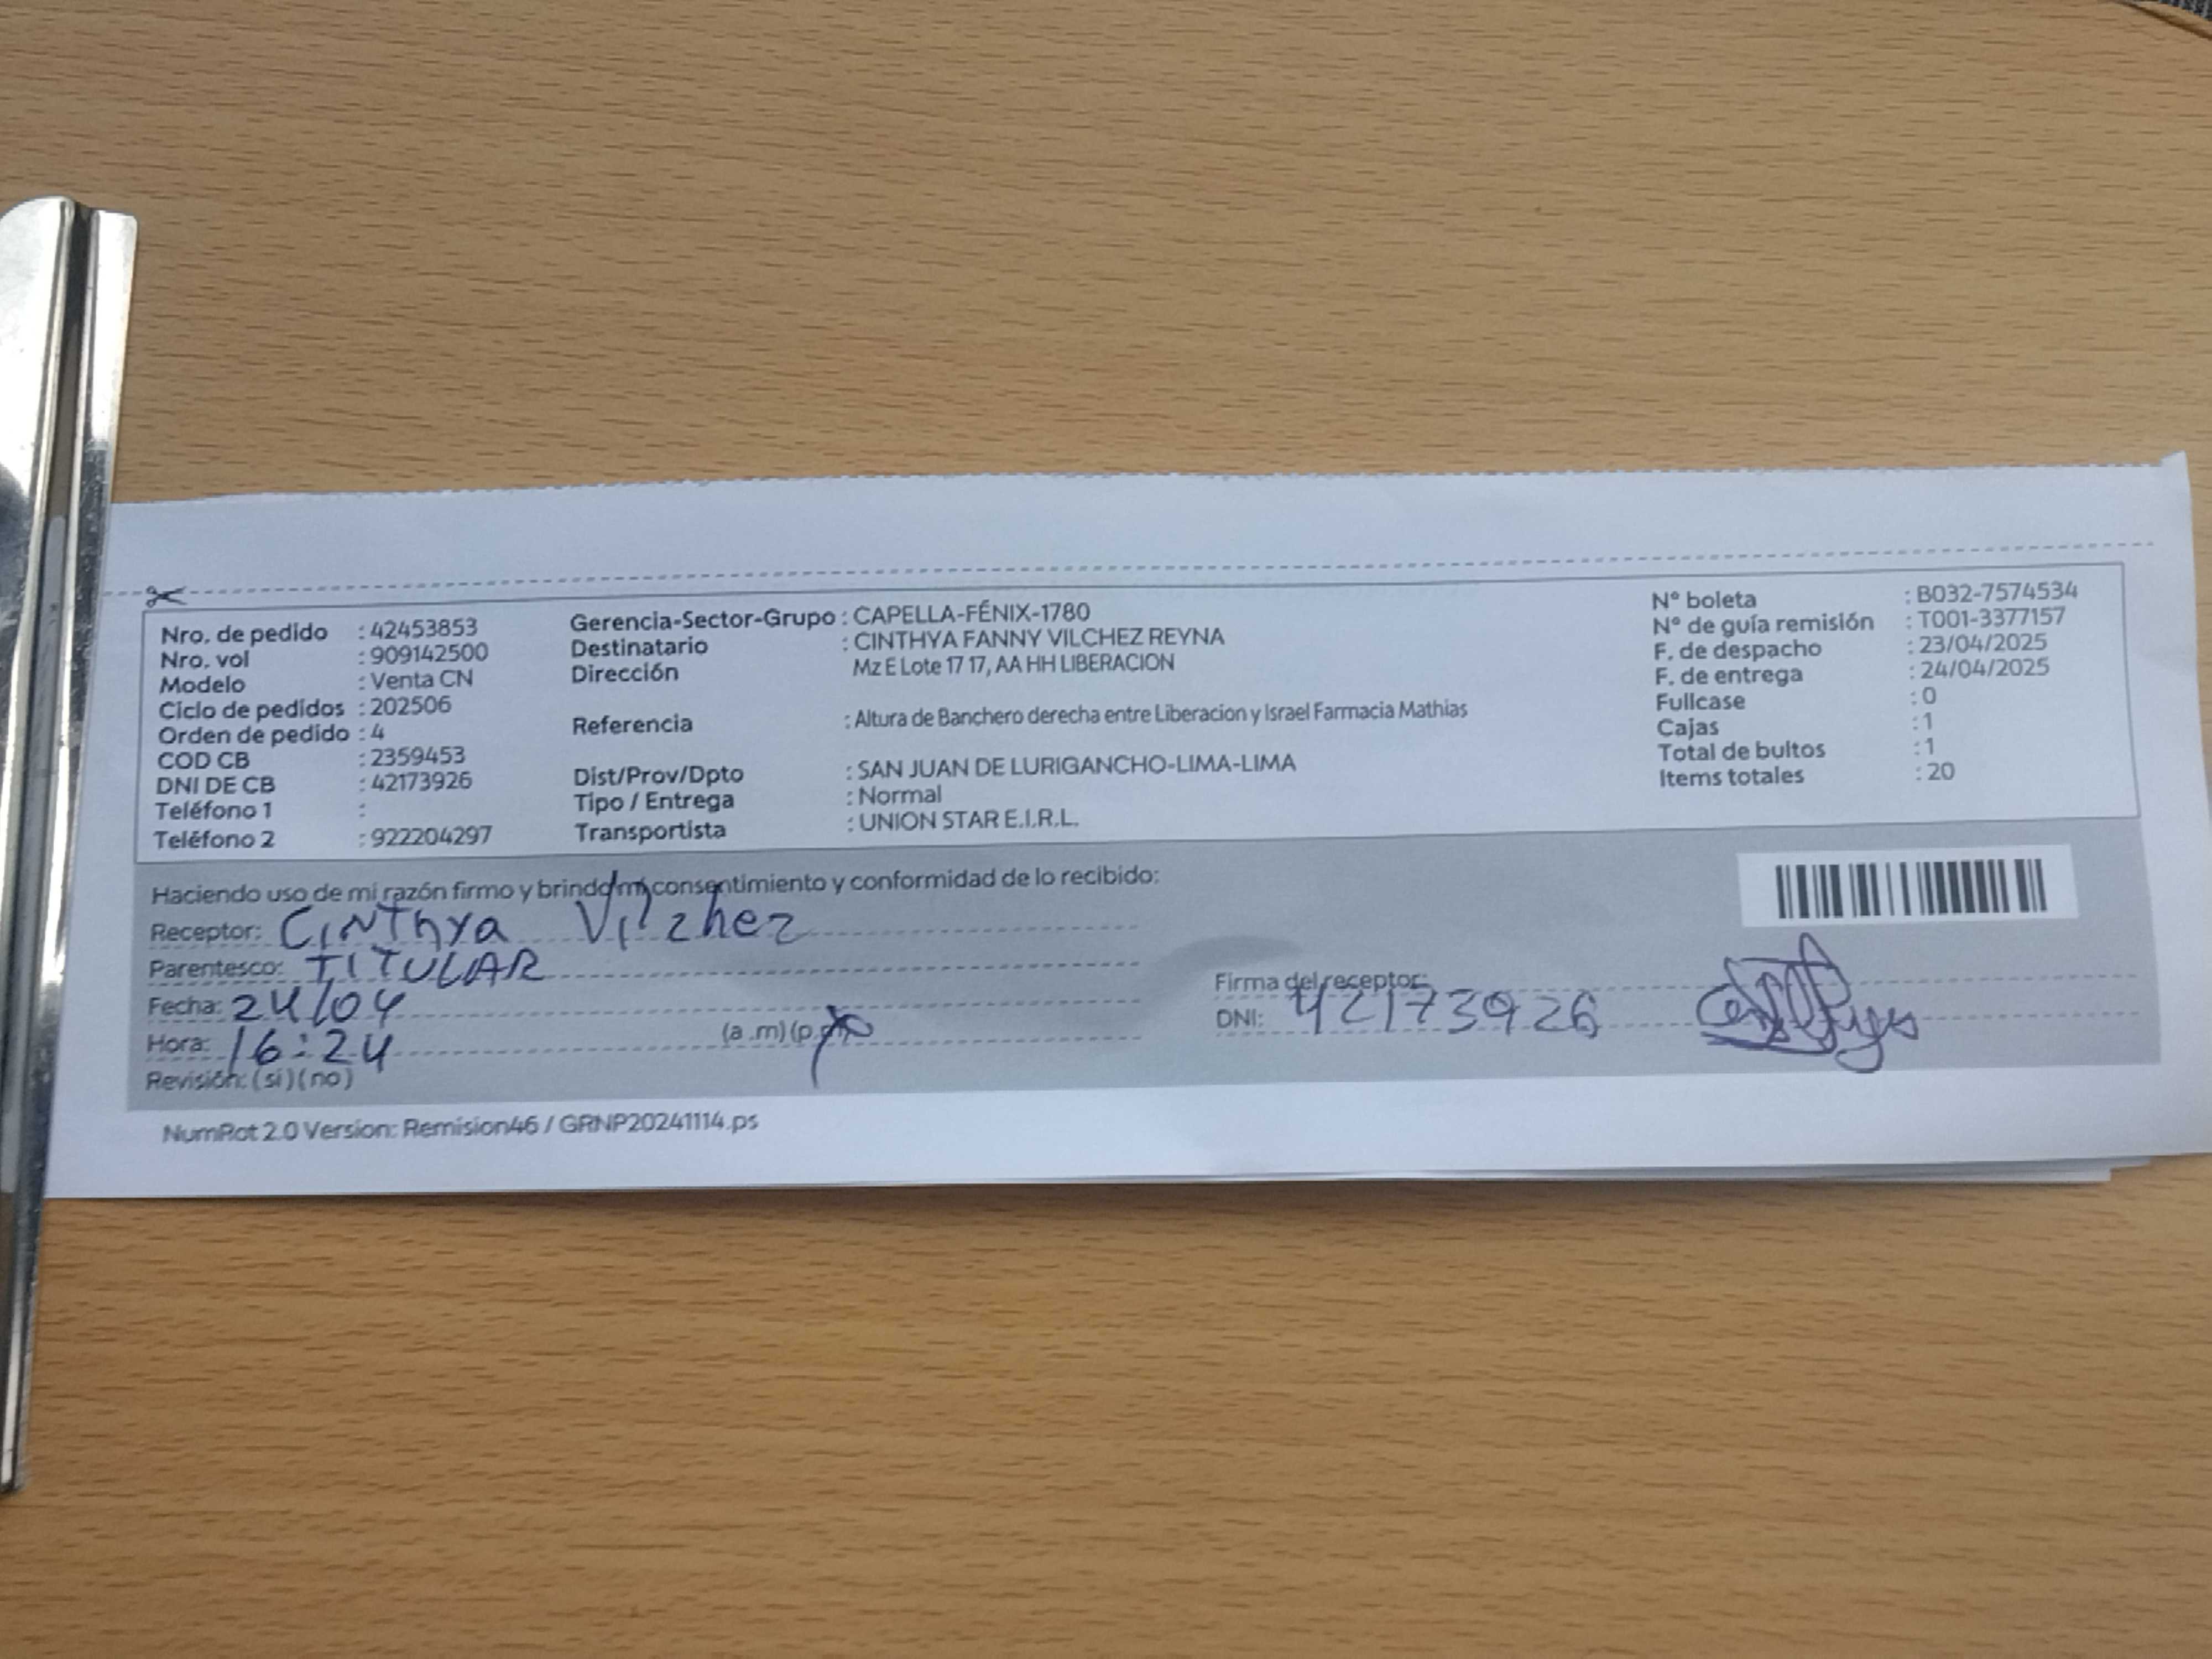 Nro. de pedido : 42453853
Nro. vol : 909142500
Modelo : Venta CN
Ciclo de pedidos : 202506
Orden de pedido : 4
COD CB : 2359453
DNI DE CB : 42173926
Teléfono 1 :
Teléfono 2 : 922204297
Gerencia-Sector-Grupo : CAPELLA-FÉNIX-1780
Destinatario : CINTHYA FANNY VILCHEZ REYNA
Dirección Mz E Lote 17 17, AA HH LIBERACION
Referencia : Altura de Banchero derecha entre Liberacion y Israel Farmacia Mathias
Dist/Prov/Dpto : SAN JUAN DE LURIGANCHO-LIMA-LIMA
Tipo / Entrega : Normal
Transportista : UNION STAR E.I.R.L.
N° boleta : B032-7574534
N° de guía remisión : T001-3377157
F. de despacho : 23/04/2025
F. de entrega : 24/04/2025
Fullcase : 0
Cajas : 1
Total de bultos : 1
Items totales : 20
Haciendo uso de mi razón firmo y brindo mi consentimiento y conformidad de lo recibido:
Receptor: CINThya Vilzhez
Parentesco: TITULAR
Fecha: 24/04
Hora: 16:24 (a .m) (p.m)
Revisión: (si) (no)
Firma del receptor:
DNI: 42173926
NumRot 2.0 Version: Remision46 / GRNP20241114.ps